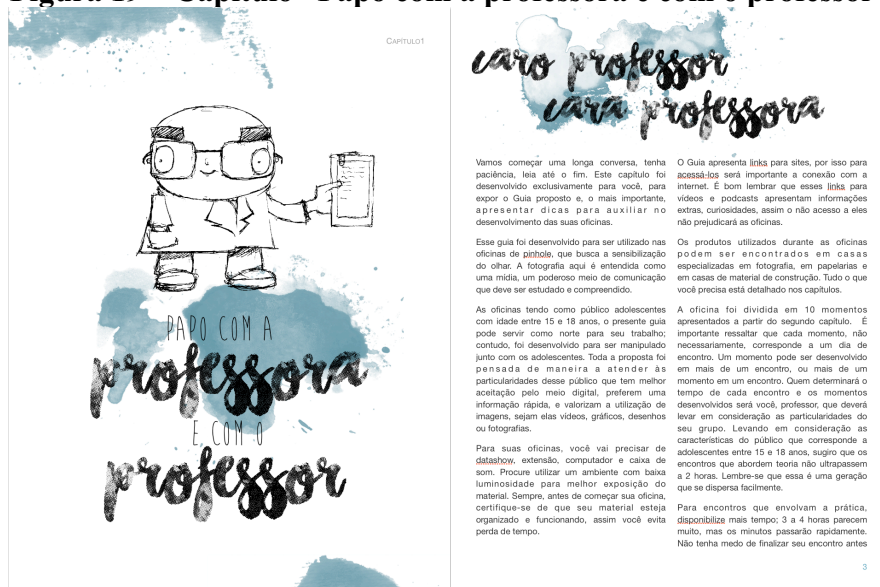 Figura 19 – Capítulo "Papo com a professora e com o professor
CAPITULO1
PAPO COM A
professora
E COM O
professor
caro professor
cara professora
Vamos começar uma longa conversa, tenha
paciência, leia até o fim. Este capítulo foi
desenvolvido exclusivamente para você, para
expor o Guia proposto e, o mais importante,
apresentar dicas para auxiliar no
desenvolvimento das suas oficinas.
Esse guia foi desenvolvido para ser utilizado nas
oficinas de pinhole, que busca a sensibilização
do olhar. A fotografia aqui é entendida como
uma mídia, um poderoso meio de comunicação
que deve ser estudado e compreendido.
As oficinas tendo como público adolescentes
com idade entre 15 e 18 anos, o presente guia
pode servir como norte para seu trabalho;
contudo, foi desenvolvido para ser manipulado
junto com os adolescentes. Toda a proposta foi
pensada de maneira a atender às
particularidades desse público que tem melhor
aceitação pelo meio digital, preferem uma
informação rápida, e valorizam a utilização de
imagens, sejam elas vídeos, gráficos, desenhos
ou fotografias.
Para suas oficinas, você vai precisar de
datashow, extensão, computador e caixa de
som. Procure utilizar um ambiente com baixa
luminosidade para melhor exposição do
material. Sempre, antes de começar sua oficina,
certifique-se de que seu material esteja
organizado e funcionando, assim você evita
perda de tempo.
O Guia apresenta links para sites, por isso para
acessá-los será importante a conexão com a
internet. É bom lembrar que esses links para
vídeos e podcasts apresentam informações
extras, curiosidades, assim o não acesso a eles
não prejudicará as oficinas.
Os produtos utilizados durante as oficinas
podem ser encontrados em casas
especializadas em fotografia, em papelarias e
em casas de material de construção. Tudo o que
você precisa está detalhado nos capítulos.
A oficina foi dividida em 10 momentos
apresentados a partir do segundo capítulo. É
importante ressaltar que cada momento, não
necessariamente, corresponde a um dia de
encontro. Um momento pode ser desenvolvido
em mais de um encontro, ou mais de um
momento em um encontro. Quem determinará o
tempo de cada encontro e os momentos
desenvolvidos será você, professor, que deverá
levar em consideração as particularidades do
seu grupo. Levando em consideração as
características do público que corresponde a
adolescentes entre 15 e 18 anos, sugiro que os
encontros que abordem teoria não ultrapassem
a 2 horas. Lembre-se que essa é uma geração
que se dispersa facilmente.
Para encontros que envolvam a prática,
disponibilize mais tempo; 3 a 4 horas parecem
muito, mas os minutos passarão rapidamente.
Não tenha medo de finalizar seu encontro antes
3